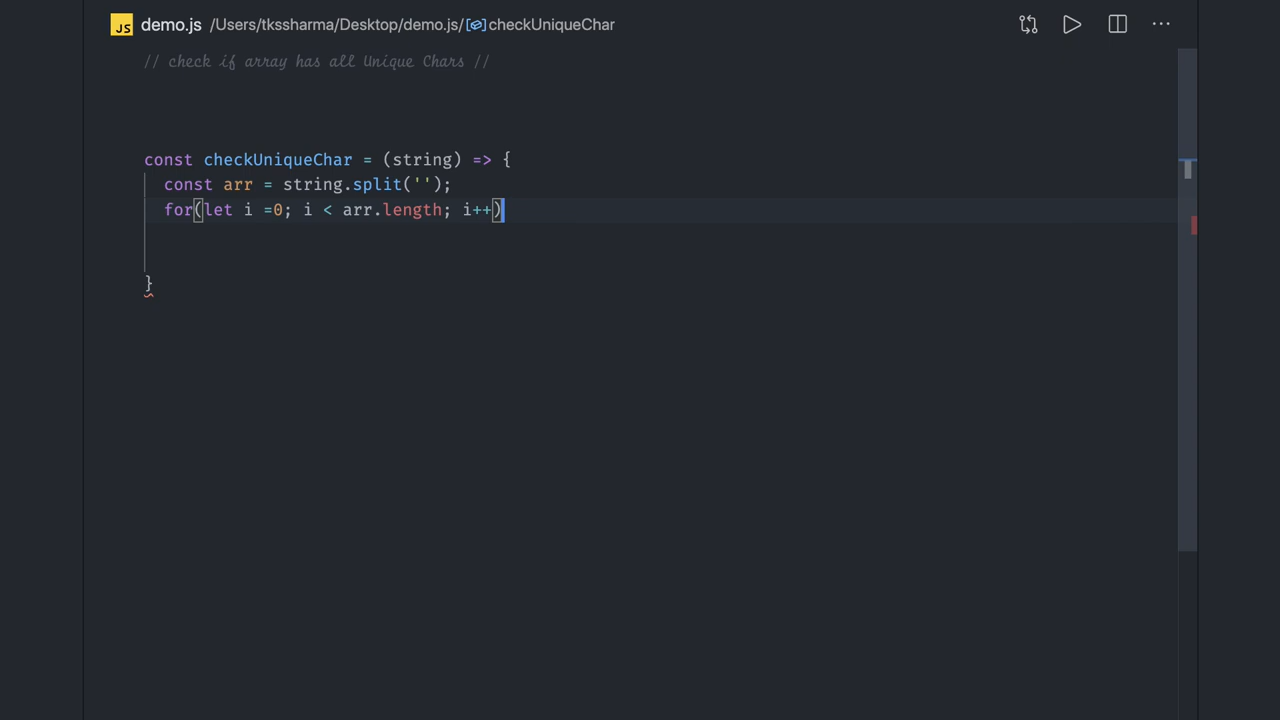 JS demo.js /Users/tkssharma/Desktop/demo.js/checkUniqueChar
// check if array has all Unique Chars //
const checkUniqueChar = (string) => {
const arr = string.split('');
for(let i =0; i < arr.length; i++)
}